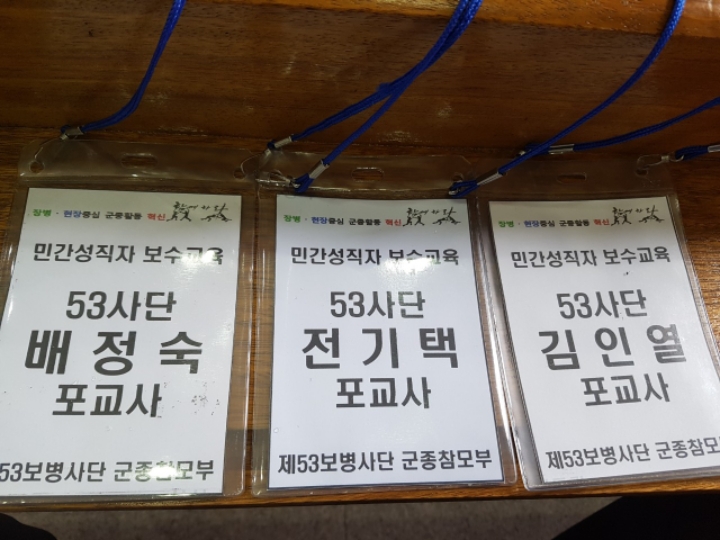 장병·현장중심 군종활동 혁신
민간성직자 보수교육
53사단
배정숙
포교사
53보병사단 군종참모부
장병·현장중심 군종활동 혁신
민간성직자 보수교육
53사단
전기택
포교사
제53보병사단 군종참모부
장병·현장중심 군종활동 혁신
민간성직자 보수교육
53사단
김인열
포교사
제53보병사단 군종참모부